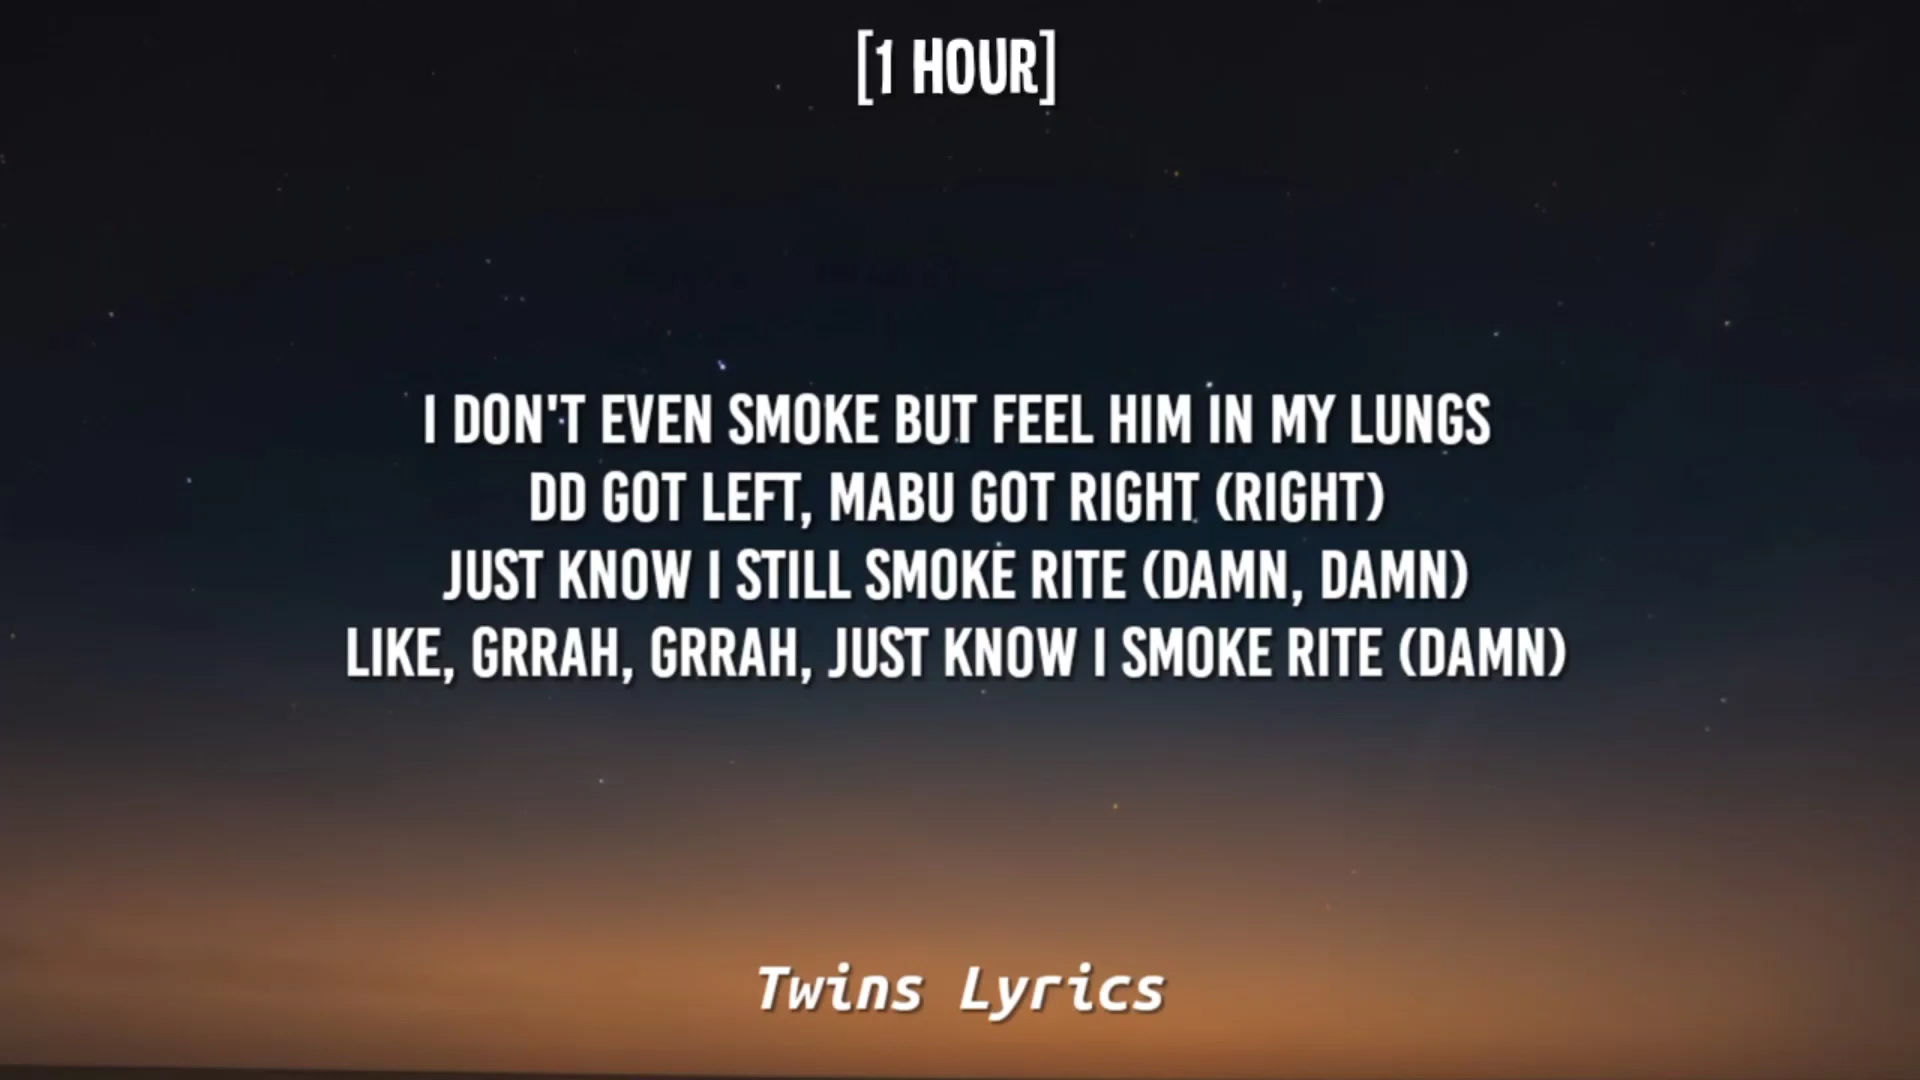 [1 HOUR]
I DON'T EVEN SMOKE BUT FEEL HIM IN MY LUNGS
DD GOT LEFT, MABU GOT RIGHT (RIGHT)
JUST KNOW I STILL SMOKE RITE (DAMN, DAMN)
LIKE, GRRAH, GRRAH, JUST KNOW I SMOKE RITE (DAMN)
Twins Lyrics